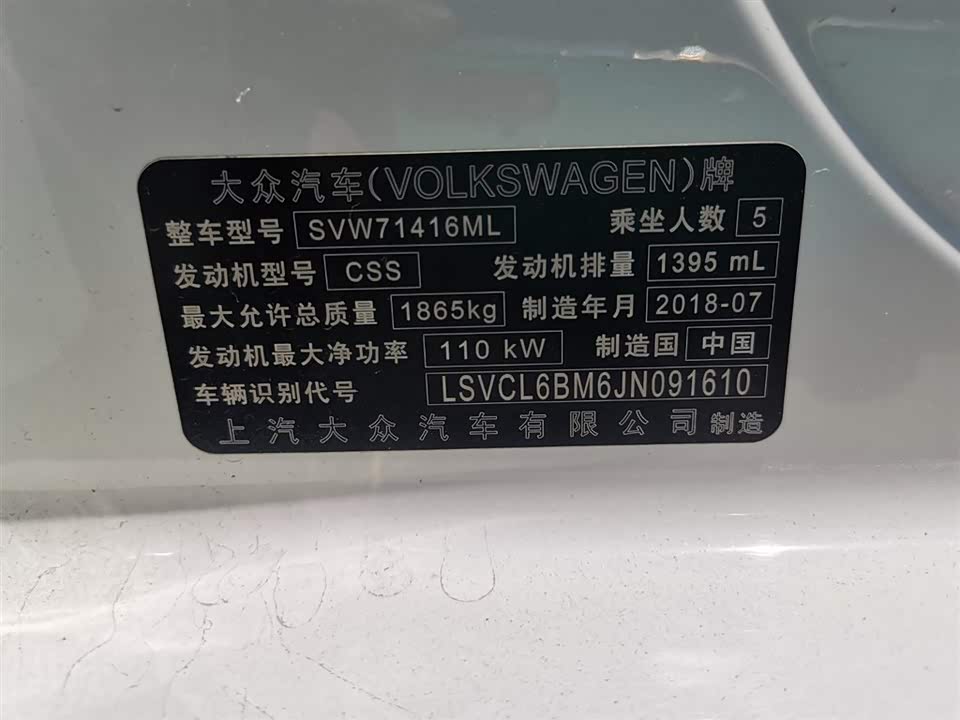 大众汽车(VOLKSWAGEN)牌
整车型号 SVW71416ML 乘坐人数 5
发动机型号 CSS 发动机排量 1395 mL
最大允许总质量 1865kg 制造年月 2018-07
发动机最大净功率 110 kW 制造国 中国
车辆识别代号 LSVCL6BM6JN091610
上汽大众汽车有限公司制造